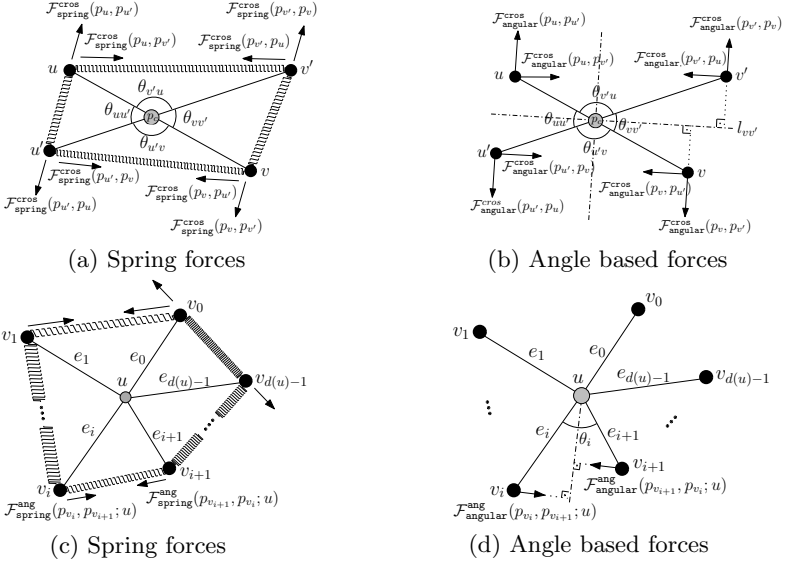 F^cros_spring(p_u, p_u')
F^cros_spring(p_u, p_v')
F^cros_spring(p_v', p_u)
F^cros_spring(p_v', p_v)
u
v'
θ_v'u
θ_uu'
p_c
θ_vv'
θ_u'v
u'
v
F^cros_spring(p_u', p_v)
F^cros_spring(p_v, p_u')
F^cros_spring(p_u', p_u)
F^cros_spring(p_v, p_v')
(a) Spring forces
F^cros_angular(p_u, p_u')
F^cros_angular(p_v', p_v)
F^cros_angular(p_u, p_v')
F^cros_angular(p_v', p_u)
u
v'
θ_v'u
θ_uu'
p_c
θ_vv'
l_vv'
θ_u'v
u'
v
F^cros_angular(p_u', p_v)
F^cros_angular(p_v, p_u')
F^cros_angular(p_u', p_u)
F^cros_angular(p_v, p_v')
(b) Angle based forces
v_0
v_1
e_1
e_0
u
e_d(u)−1
v_d(u)−1
e_i
e_i+1
v_i
v_i+1
F^ang_spring(p_v_i+1, p_v_i; u)
F^ang_spring(p_v_i, p_v_i+1; u)
(c) Spring forces
v_0
v_1
e_1
e_0
u
e_d(u)−1
v_d(u)−1
e_i
θ_i
e_i+1
v_i
v_i+1
F^ang_angular(p_v_i+1, p_v_i; u)
F^ang_angular(p_v_i, p_v_i+1; u)
(d) Angle based forces